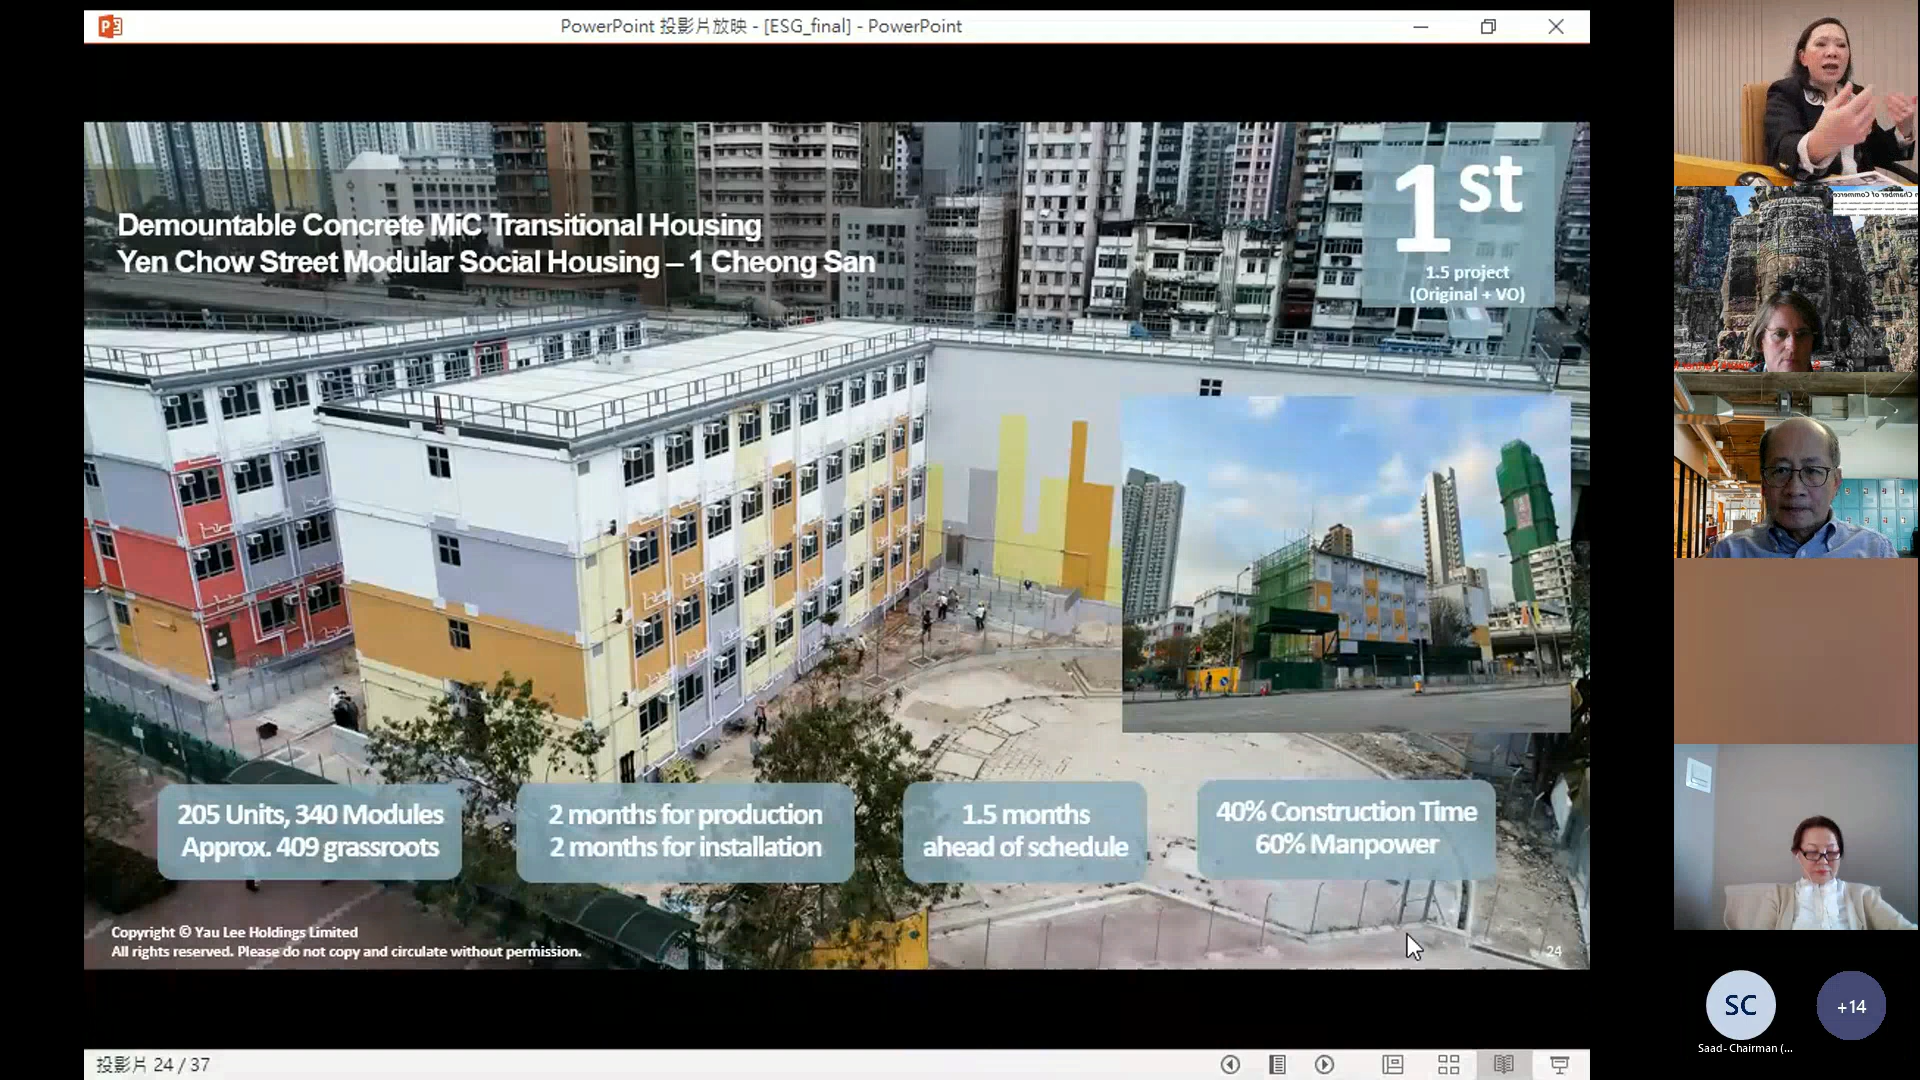 PowerPoint 投影片放映 - [ESG_final] - PowerPoint
Demountable Concrete MiC Transitional Housing
Yen Chow Street Modular Social Housing – 1 Cheong San
1st
1.5 project
(Original + VO)
205 Units, 340 Modules
Approx. 409 grassroots
2 months for production
2 months for installation
1.5 months
ahead of schedule
40% Construction Time
60% Manpower
Copyright © Yau Lee Holdings Limited
All rights reserved. Please do not copy and circulate without permission.
24
投影片 24 / 37
Chamber of Commerce
SC
+14
Saad- Chairman (...